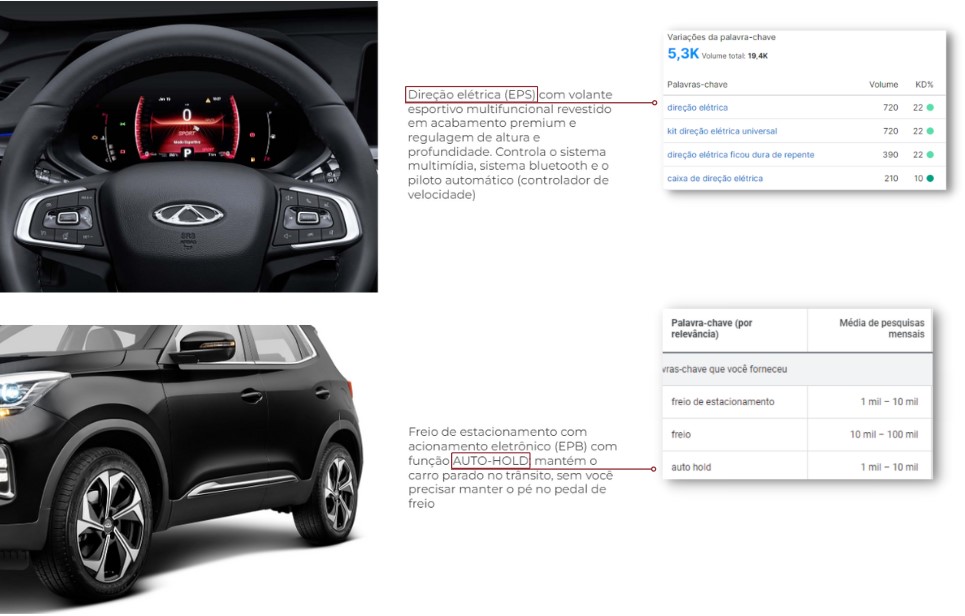 0
SPORT
P
Direção elétrica (EPS) com volante
esportivo multifuncional revestido
em acabamento premium e
regulagem de altura e
profundidade. Controla o sistema
multimídia, sistema bluetooth e o
piloto automático (controlador de
velocidade)
Variações da palavra-chave
5,3K Volume total: 19,4K
Palavras-chave Volume KD%
direção elétrica 720 22
kit direção elétrica universal 720 22
direção elétrica ficou dura de repente 390 22
caixa de direção elétrica 210 10
Freio de estacionamento com
acionamento eletrônico (EPB) com
função AUTO-HOLD, mantém o
carro parado no trânsito, sem você
precisar manter o pé no pedal de
freio
Palavra-chave (por Média de pesquisas
relevância) mensais
vras-chave que você forneceu
freio de estacionamento 1 mil – 10 mil
freio 10 mil – 100 mil
auto hold 1 mil – 10 mil